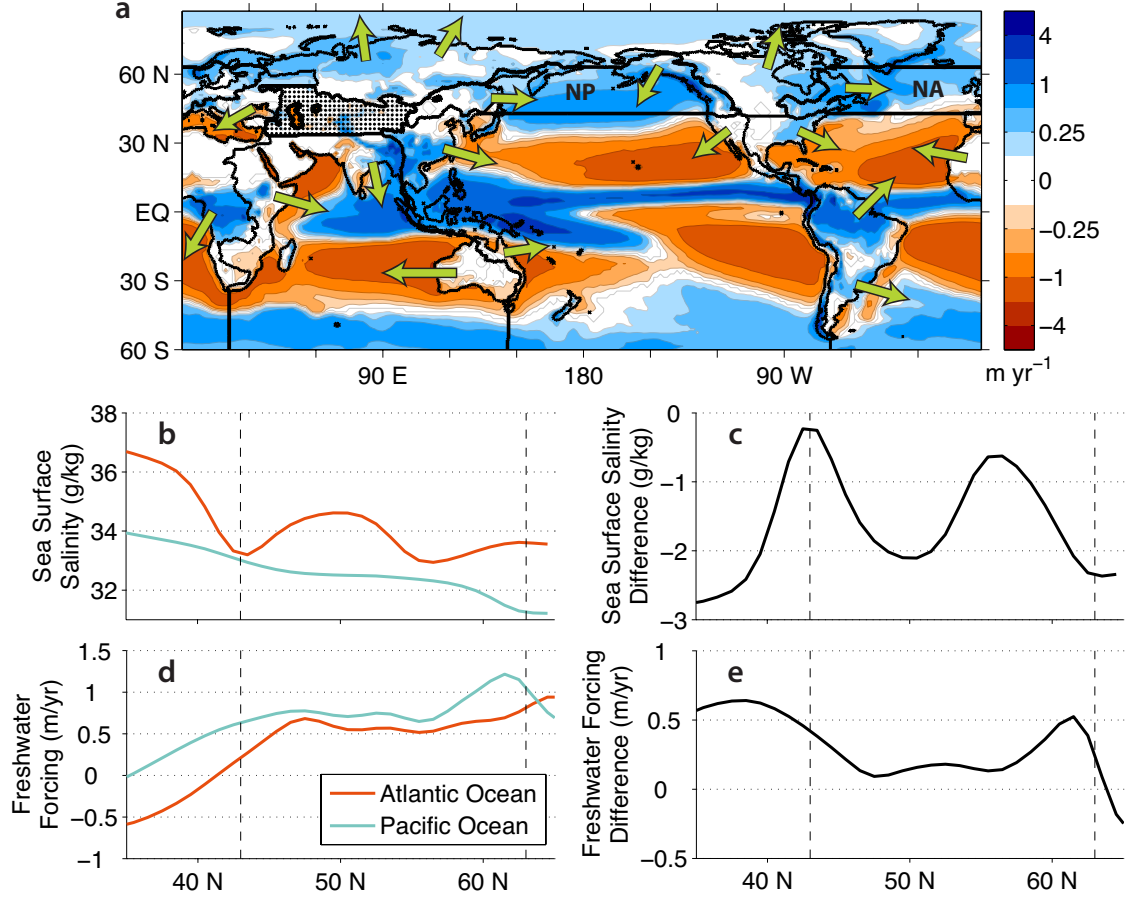 a
60 N
30 N
EQ
30 S
60 S
90 E
180
90 W
NP
NA
4
1
0.25
0
−0.25
−1
−4
m yr−1
b
Sea Surface
Salinity (g/kg)
38
36
34
32
31
c
Sea Surface Salinity
Difference (g/kg)
0
−1
−2
−3
d
Freshwater
Forcing (m/yr)
1.5
1
0.5
0
−0.5
−1
Atlantic Ocean
Pacific Ocean
40 N
50 N
60 N
e
Freshwater Forcing
Difference (m/yr)
1
0.5
0
−0.5
40 N
50 N
60 N